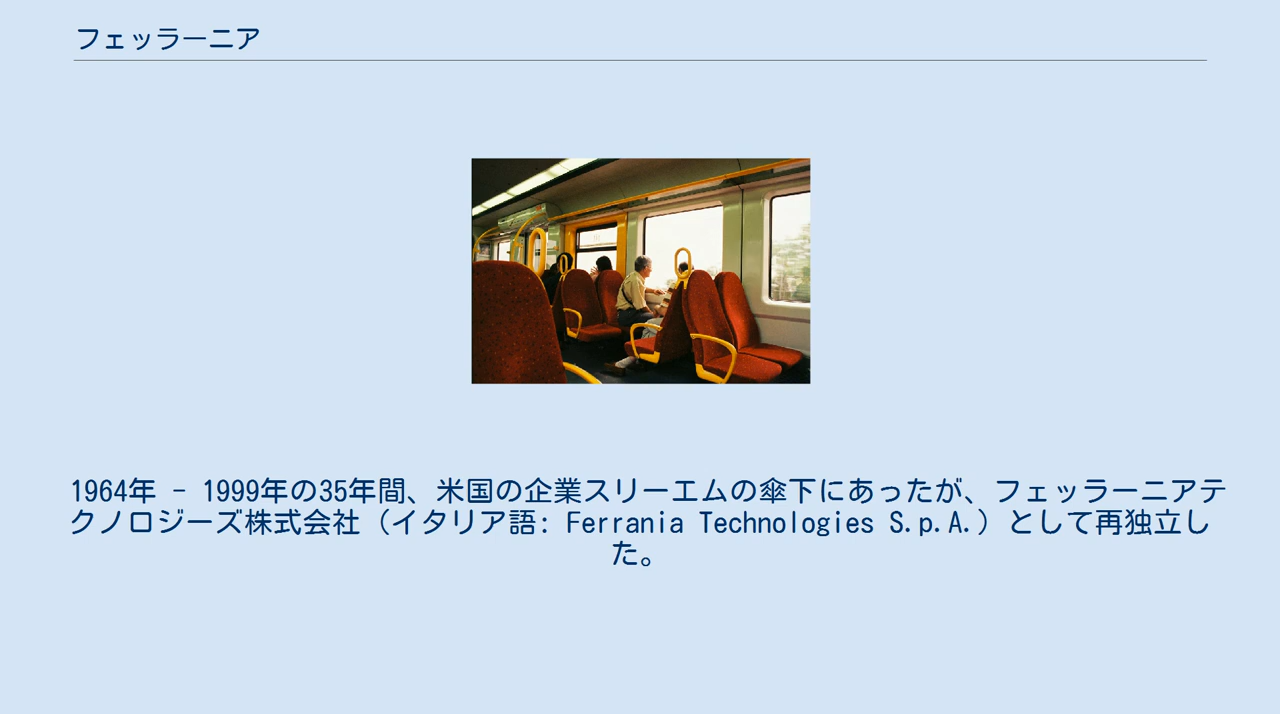 フェッラーニア
1964年 - 1999年の35年間、米国の企業スリーエムの傘下にあったが、フェッラーニアテ
クノロジーズ株式会社（イタリア語: Ferrania Technologies S.p.A.）として再独立し
た。